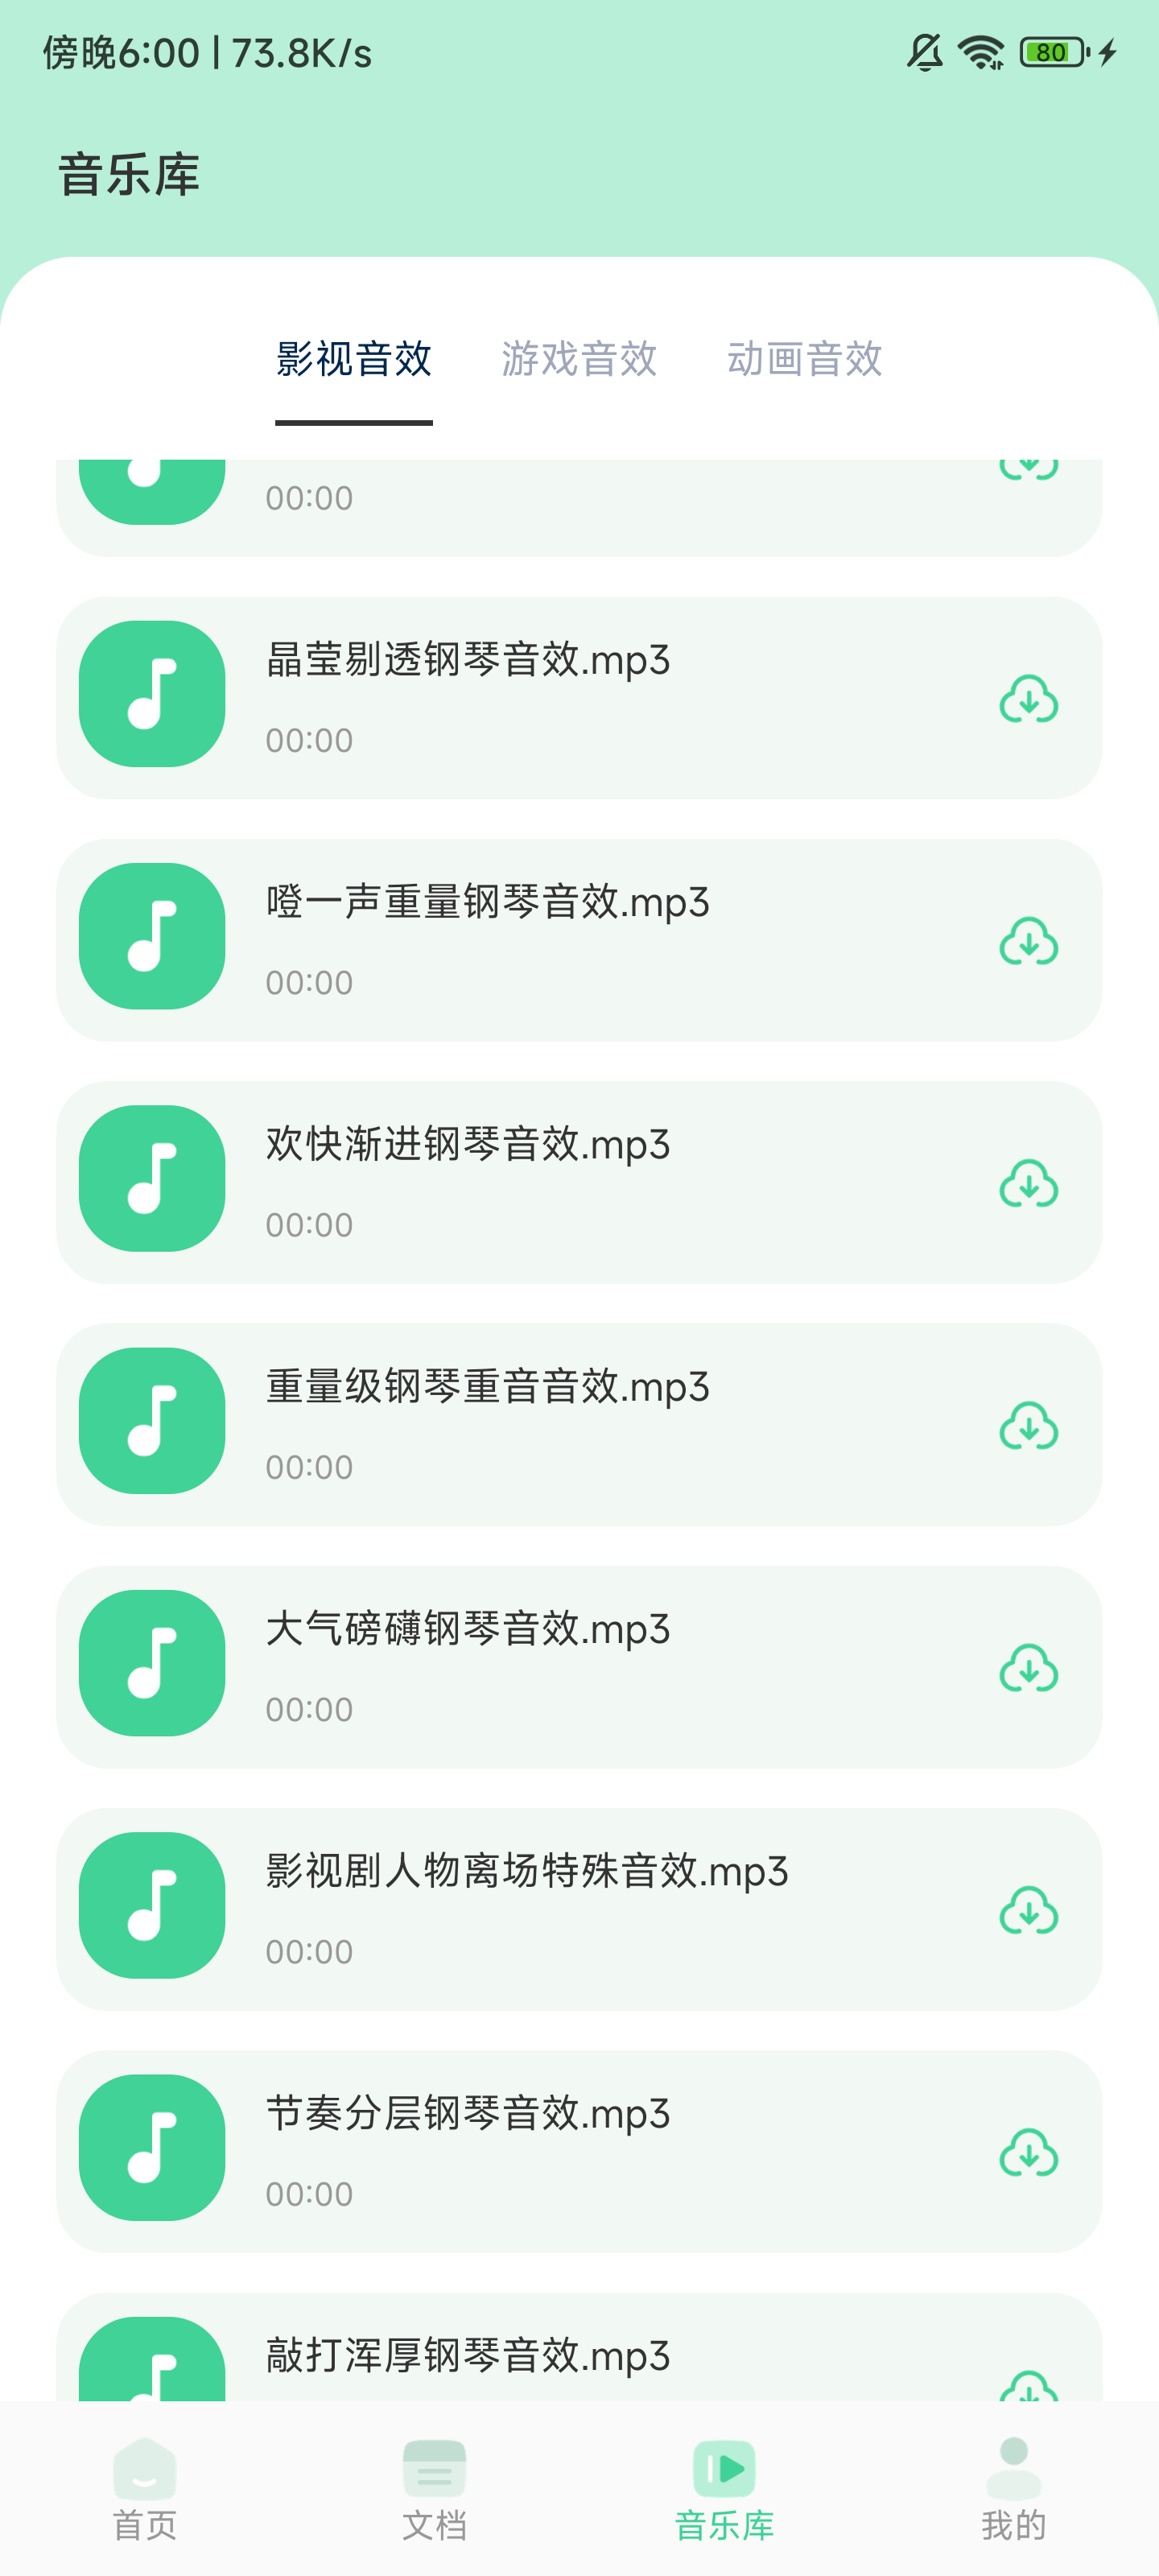 傍晚6:00 | 73.8K/s
80
音乐库
影视音效 游戏音效 动画音效
00:00
晶莹剔透钢琴音效.mp3
00:00
噔一声重量钢琴音效.mp3
00:00
欢快渐进钢琴音效.mp3
00:00
重量级钢琴重音音效.mp3
00:00
大气磅礴钢琴音效.mp3
00:00
影视剧人物离场特殊音效.mp3
00:00
节奏分层钢琴音效.mp3
00:00
敲打浑厚钢琴音效.mp3
首页 文档 音乐库 我的